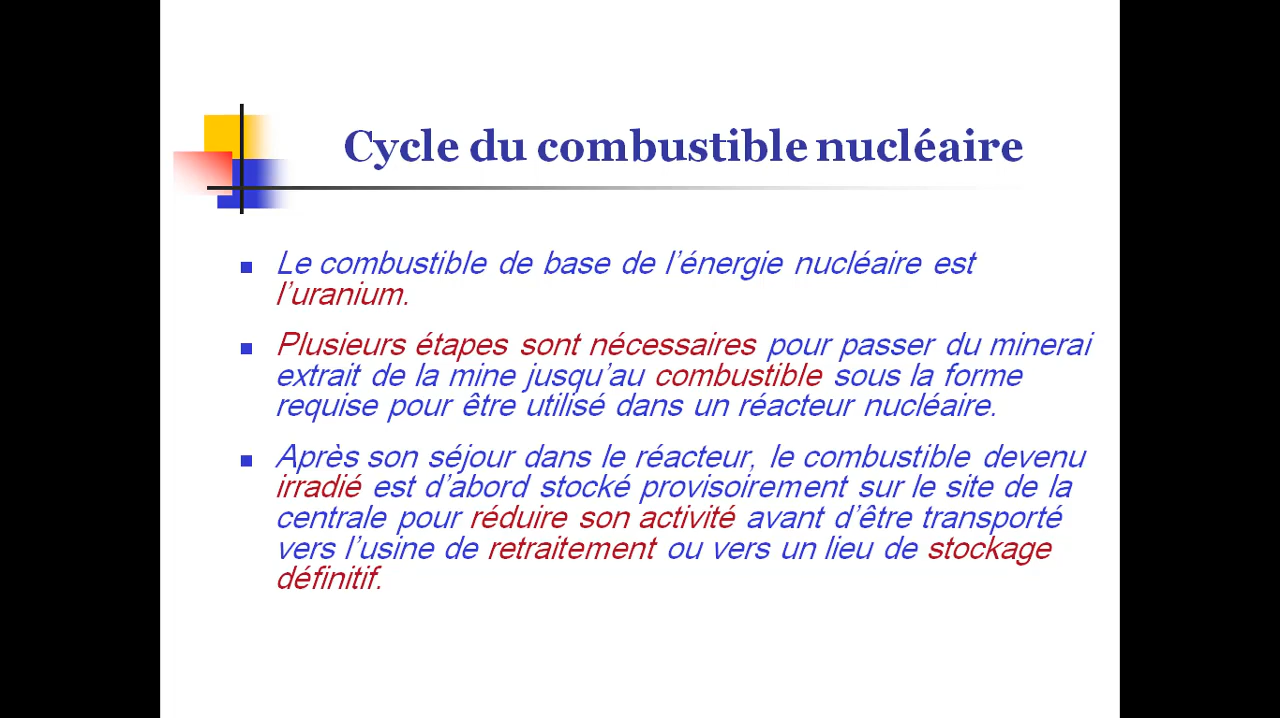 Cycle du combustible nucléaire
Le combustible de base de l’énergie nucléaire est
l’uranium.
Plusieurs étapes sont nécessaires pour passer du minerai
extrait de la mine jusqu’au combustible sous la forme
requise pour être utilisé dans un réacteur nucléaire.
Après son séjour dans le réacteur, le combustible devenu
irradié est d’abord stocké provisoirement sur le site de la
centrale pour réduire son activité avant d’être transporté
vers l’usine de retraitement ou vers un lieu de stockage
définitif.